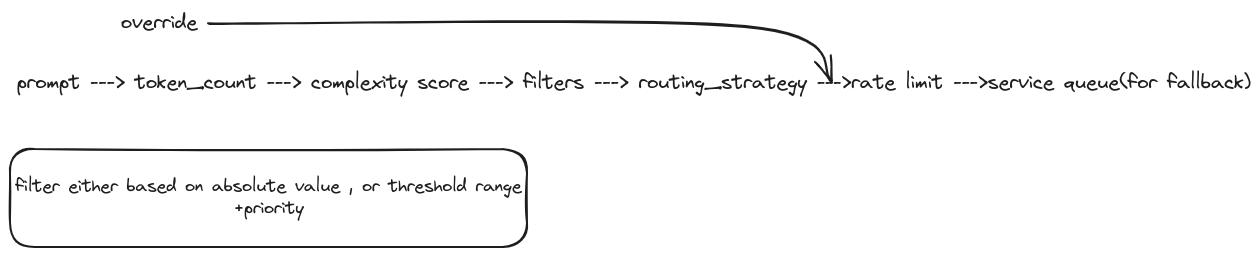 override
prompt ---> token_count ---> complexity score ---> filters ---> routing_strategy --->rate limit --->service queue(for fallback)
filter either based on absolute value , or threshold range
+priority